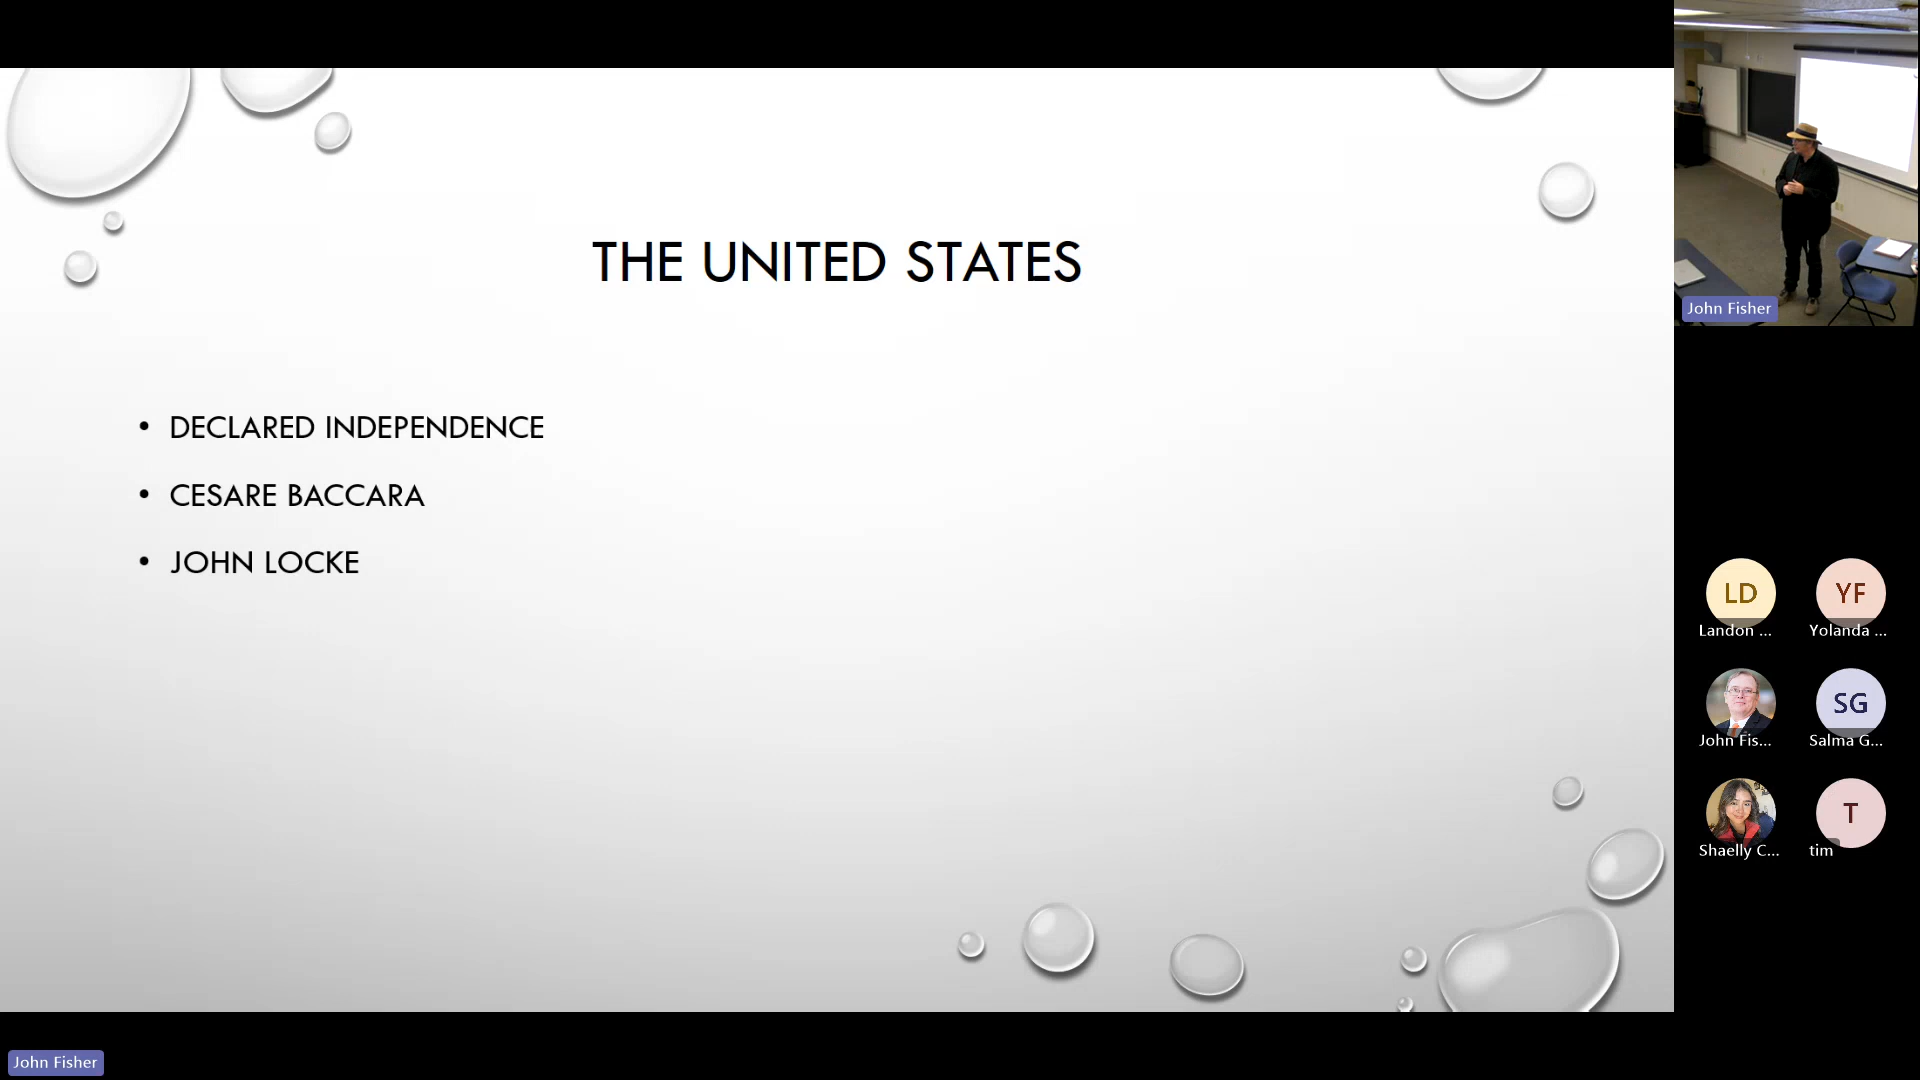 THE UNITED STATES
• DECLARED INDEPENDENCE
• CESARE BACCARA
• JOHN LOCKE
John Fisher
LD
YF
Landon ...
Yolanda ...
SG
John Fis...
Salma G...
T
Shaelly C...
tim
John Fisher